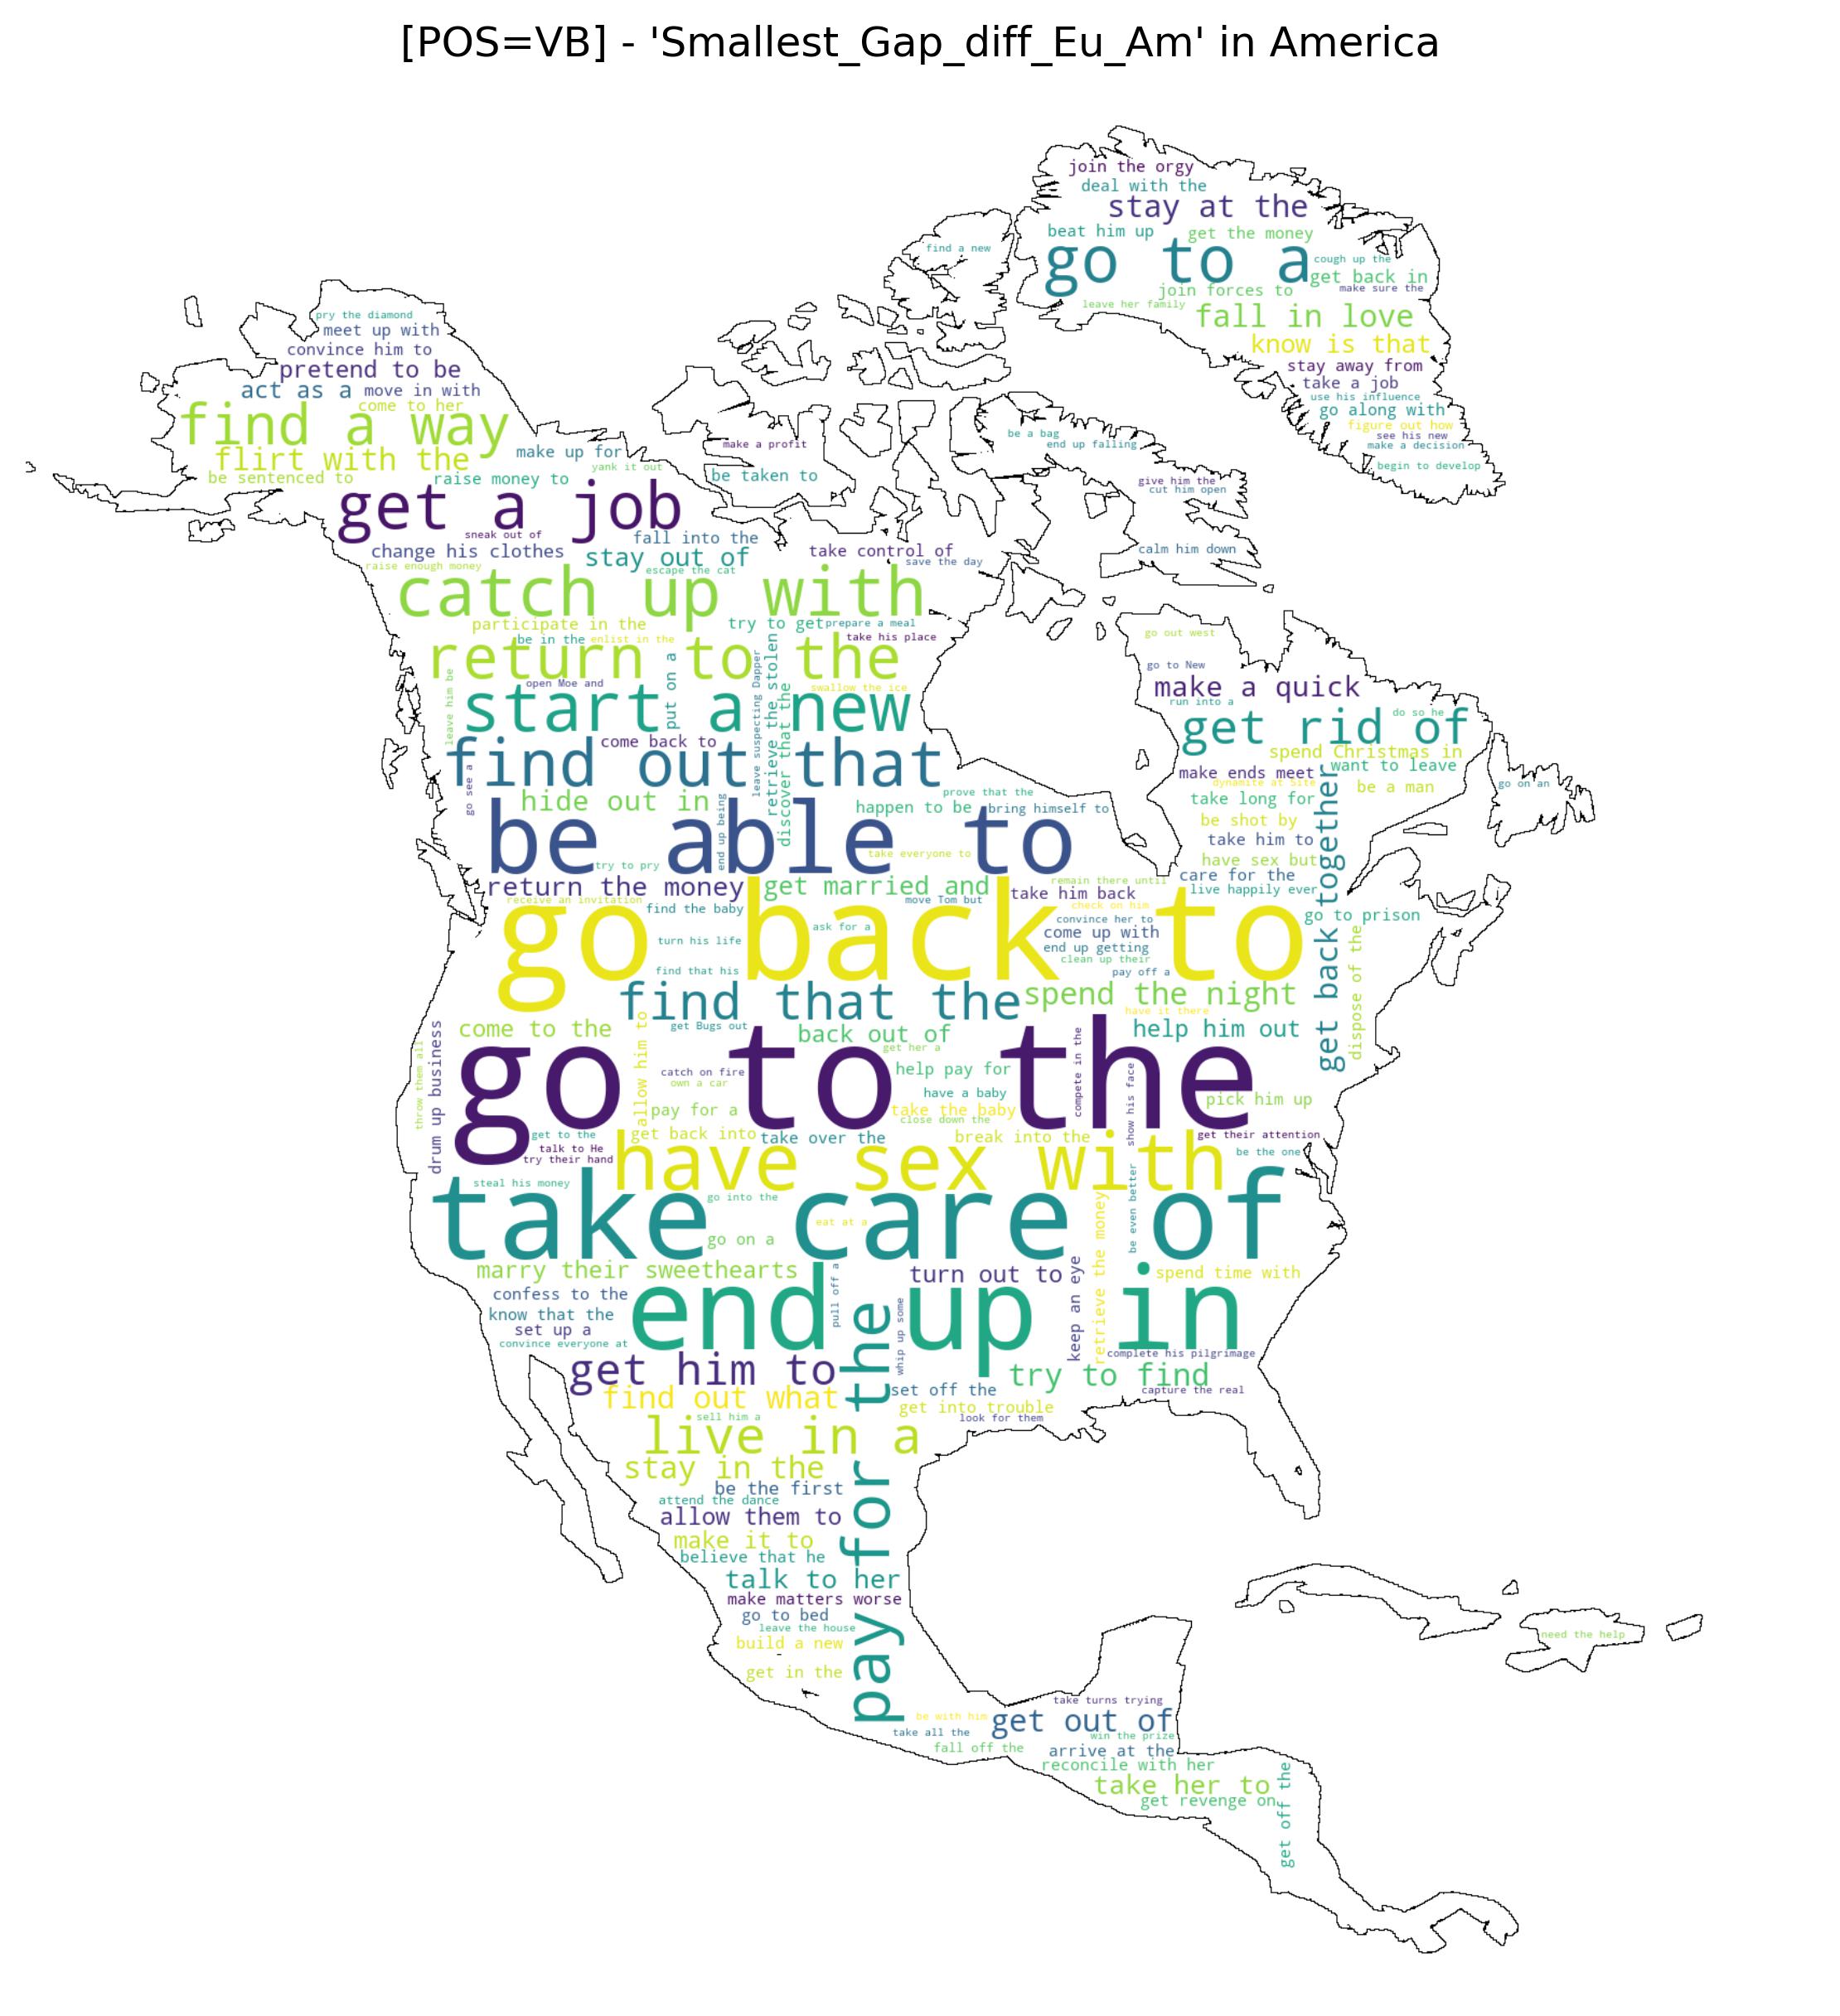 [POS=VB] - 'Smallest_Gap_diff_Eu_Am' in America
join the orgy
deal with the
stay at the
beat him up
get the money
find a new
go to a
cough up the
get back in
join forces to
make sure the
leave her family
fall in love
know is that
stay away from
take a job
use his influence
go along with
figure out how
see his new
make a decision
begin to develop
pry the diamond
meet up with
convince him to
pretend to be
act as a
move in with
come to her
find a way
flirt with the
make up for
yank it out
be sentenced to
raise money to
make a profit
be taken to
be a bag
end up falling
give him the
cut him open
calm him down
get a job
sneak out of
fall into the
change his clothes
stay out of
take control of
save the day
raise enough money
escape the cat
catch up with
participate in the
try to get
prepare a meal
be in the
enlist in the
take his place
return to the
open Moe and
put on a
leave suspecting Dapper
retrieve the stolen
discover that the
swallow the ice
leave him be
start a new
come back to
find out that
go see a
hide out in
end up being
happen to be
prove that the
bring himself to
be able to
try to pry
take everyone to
go out west
go to New
make a quick
run into a
do so he
get rid of
spend Christmas in
want to leave
make ends meet
dynamite at site
be a man
go on an
take long for
be shot by
take him to
have sex but
care for the
live happily ever
get back together
go to prison
dispose of the
return the money
get married and
remain there until
take him back
receive an invitation
find the baby
move Tom but
check on him
convince her to
come up with
ask for a
turn his life
end up getting
clean up their
find that his
pay off a
go back to
find that the
spend the night
have it there
come to the
allow him to
get Bugs out
back out of
help him out
get her a
drum up business
throw them all
catch on fire
own a car
help pay for
have a baby
compete in the
show his face
go to the
pay for a
take the baby
close down the
pick him up
get to the
get back into
take over the
break into the
get their attention
talk to He
try their hand
be the one
have sex with
steal his money
go into the
be even better
retrieve the money
eat at a
take care of
go on a
marry their sweethearts
turn out to
keep an eye
spend time with
confess to the
know that the
set up a
convince everyone at
pull off a
whip up some
end up in
complete his pilgrimage
get him to
pay for the
try to find
find out what
set off the
capture the real
get into trouble
sell him a
look for them
live in a
stay in the
be the first
attend the dance
allow them to
make it to
believe that he
talk to her
make matters worse
go to bed
leave the house
build a new
get in the
need the help
take turns trying
be with him
get out of
take all the
win the prize
fall off the
arrive at the
reconcile with her
take her to
get revenge on
get off the